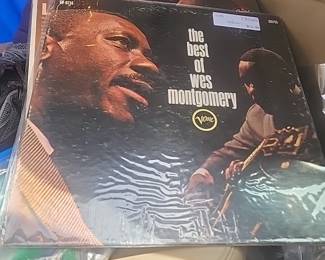 the
best
of
wes
montgomery
Verve